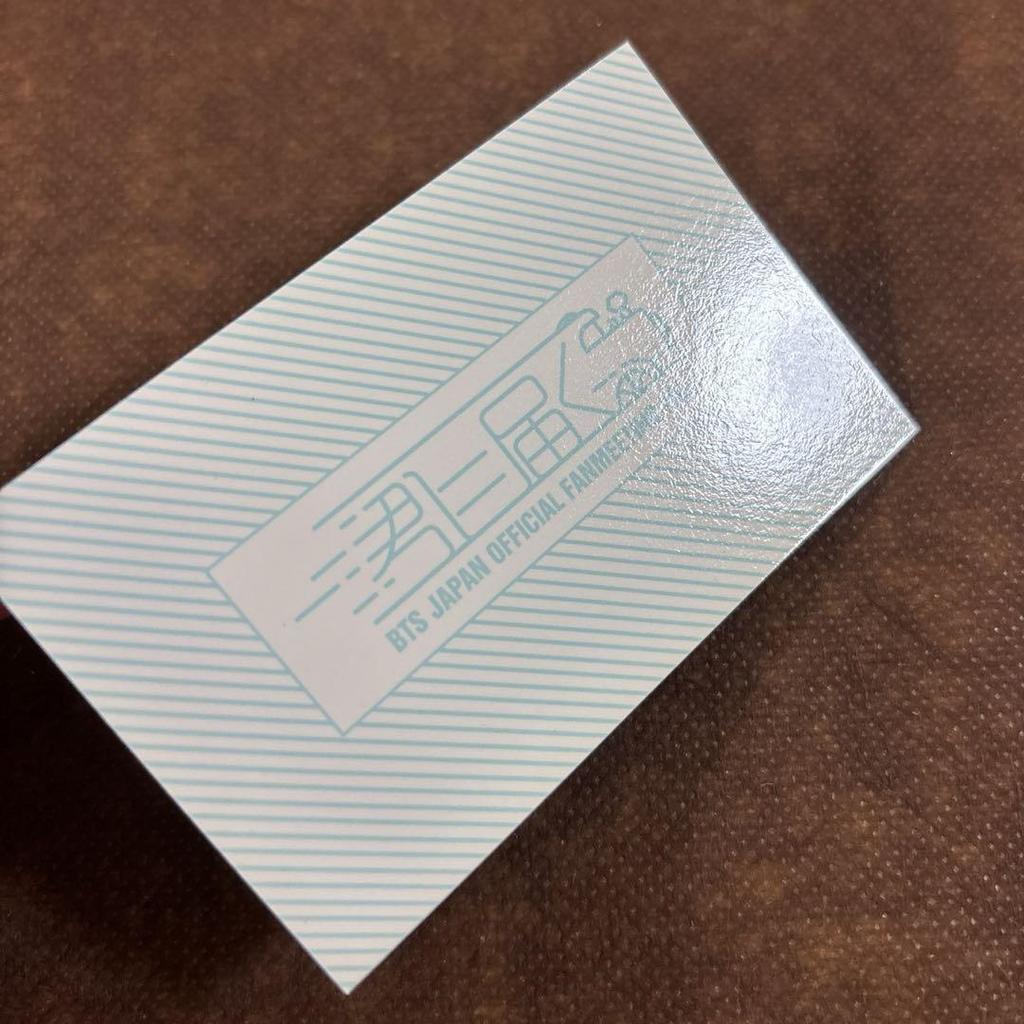 君に届く
BTS JAPAN OFFICIAL FANMEETING